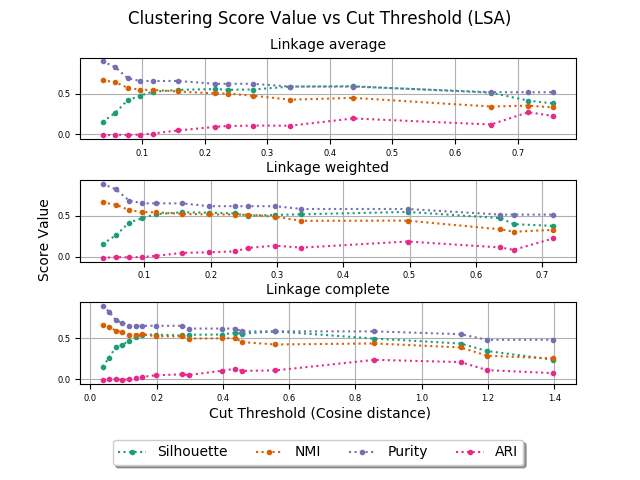 Clustering Score Value vs Cut Threshold (LSA)
Linkage average
0.5
0.0
0.1 0.2 0.3 0.4 0.5 0.6 0.7
Linkage weighted
0.5
0.0
0.1 0.2 0.3 0.4 0.5 0.6 0.7
Score Value
Linkage complete
0.5
0.0
0.0 0.2 0.4 0.6 0.8 1.0 1.2 1.4
Cut Threshold (Cosine distance)
Silhouette NMI Purity ARI